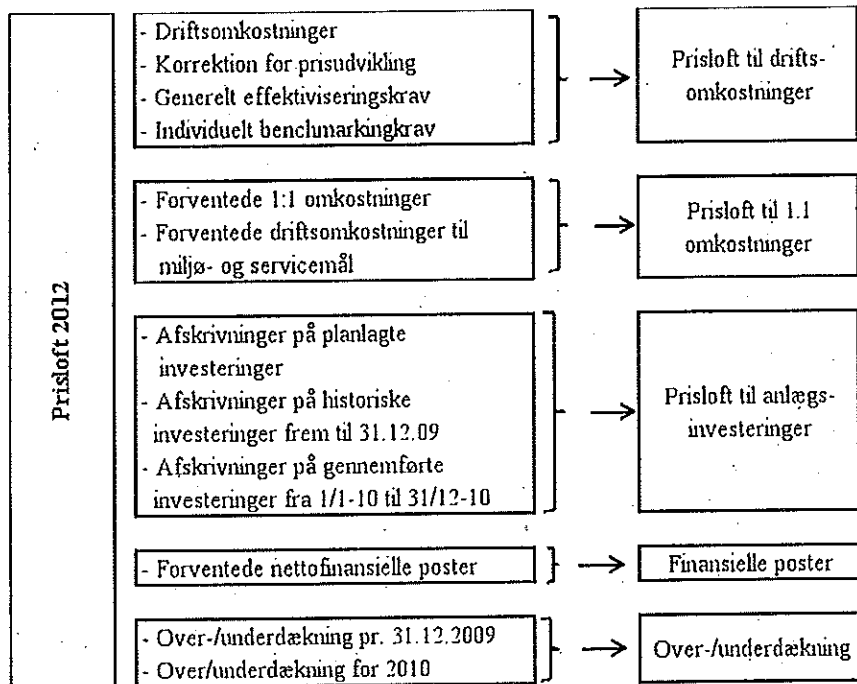 Prisloft 2012
- Driftsomkostninger
- Korrektion for prisudvikling
- Generelt effektiviseringskrav
- Individuelt benchmarkingkrav
Prisloft til drifts-
omkostninger
- Forventede 1:1 omkostninger
- Forventede driftsomkostninger til
miljø- og servicemål
Prisloft til 1.1
omkostninger
- Afskrivninger på planlagte
investeringer
- Afskrivninger på historiske
investeringer frem til 31.12.09
- Afskrivninger på gennemførte
investeringer fra 1/1-10 til 31/12-10
Prisloft til anlægs-
investeringer
- Forventede nettofinansielle poster
Finansielle poster
- Over-/underdækning pr. 31.12.2009
- Over/underdækning for 2010
Over-/underdækning